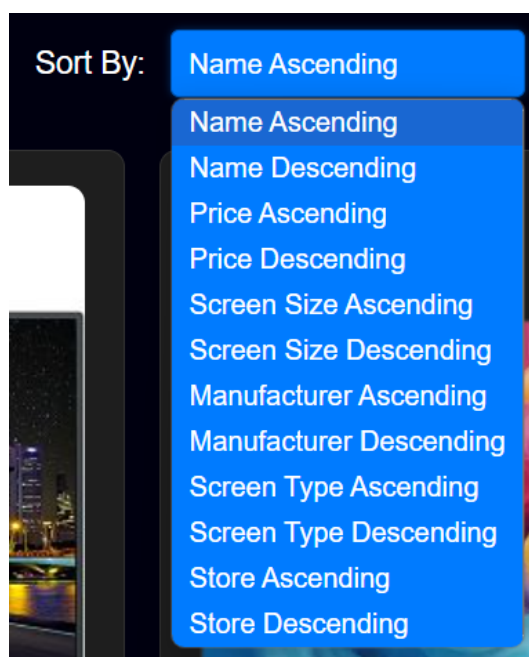 Sort By: Name Ascending
Name Ascending
Name Descending
Price Ascending
Price Descending
Screen Size Ascending
Screen Size Descending
Manufacturer Ascending
Manufacturer Descending
Screen Type Ascending
Screen Type Descending
Store Ascending
Store Descending